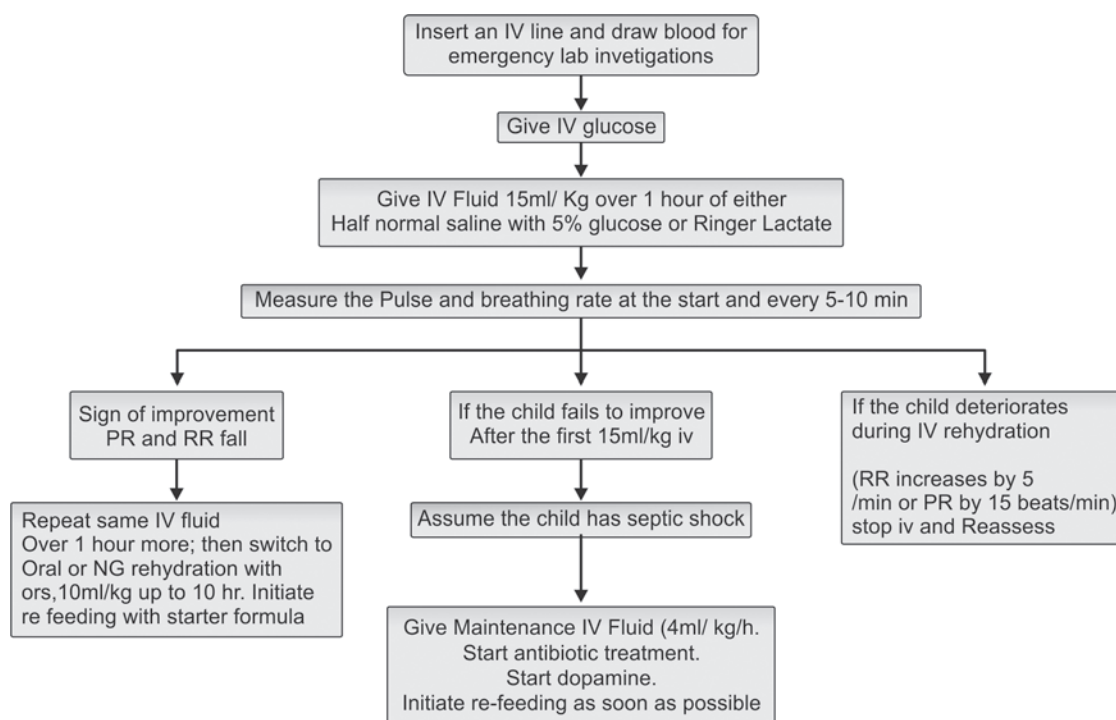 Insert an IV line and draw blood for
emergency lab invetigations
Give IV glucose
Give IV Fluid 15ml/ Kg over 1 hour of either
Half normal saline with 5% glucose or Ringer Lactate
Measure the Pulse and breathing rate at the start and every 5-10 min
Sign of improvement
PR and RR fall
Repeat same IV fluid
Over 1 hour more; then switch to
Oral or NG rehydration with
ors,10ml/kg up to 10 hr. Initiate
re feeding with starter formula
If the child fails to improve
After the first 15ml/kg iv
Assume the child has septic shock
Give Maintenance IV Fluid (4ml/ kg/h.
Start antibiotic treatment.
Start dopamine.
Initiate re-feeding as soon as possible
If the child deteriorates
during IV rehydration
(RR increases by 5
/min or PR by 15 beats/min)
stop iv and Reassess